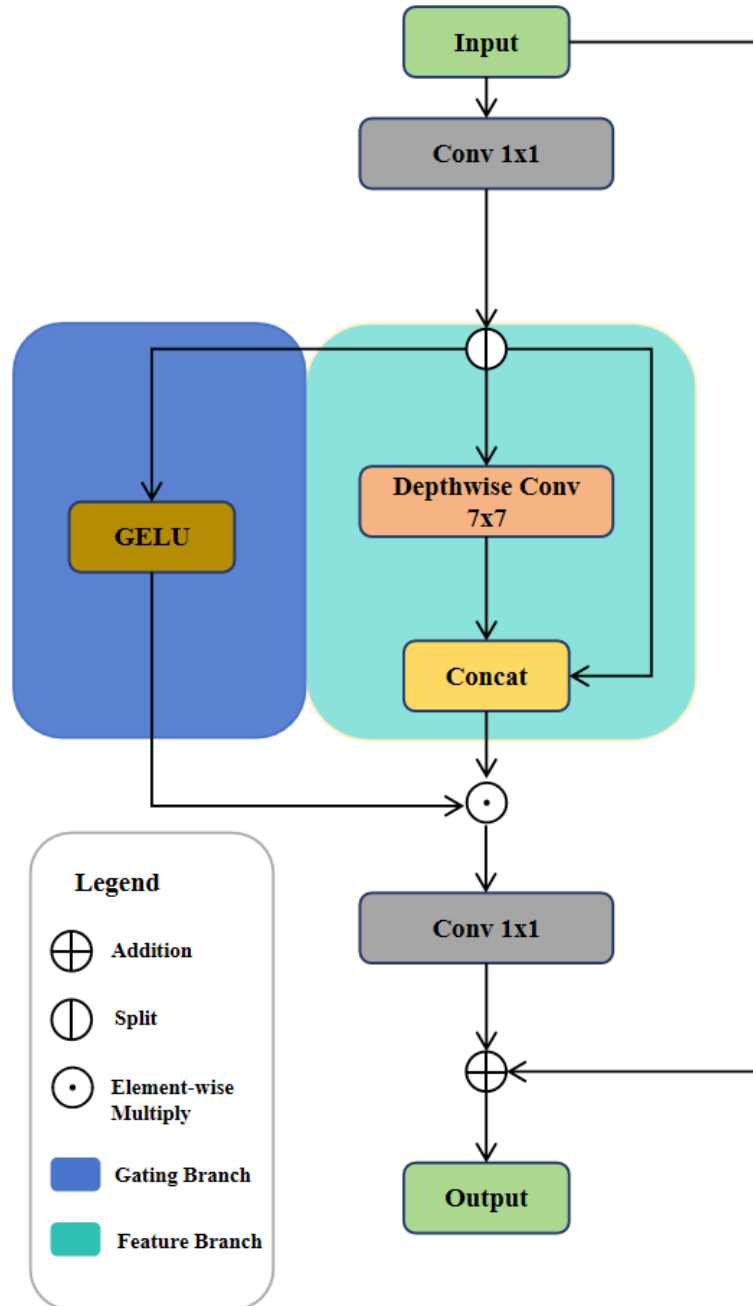 Input
Conv 1x1
Depthwise Conv
7x7
GELU
Concat
Conv 1x1
Output
Legend
Addition
Split
Element-wise
Multiply
Gating Branch
Feature Branch